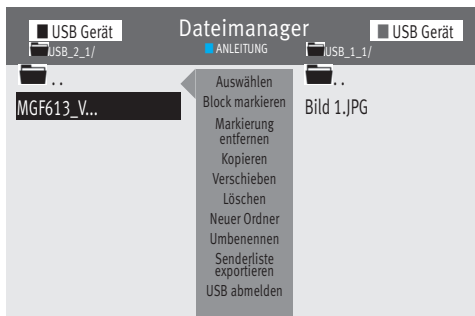 USB Gerät
Dateimanager
USB Gerät
USB_2_1/
ANLEITUNG
USB_1_1/
. .
MGF613_V...
Auswählen
Block markieren
Markierung
entfernen
Kopieren
Verschieben
Löschen
Neuer Ordner
Umbenennen
Senderliste
exportieren
USB abmelden
. .
Bild 1.JPG